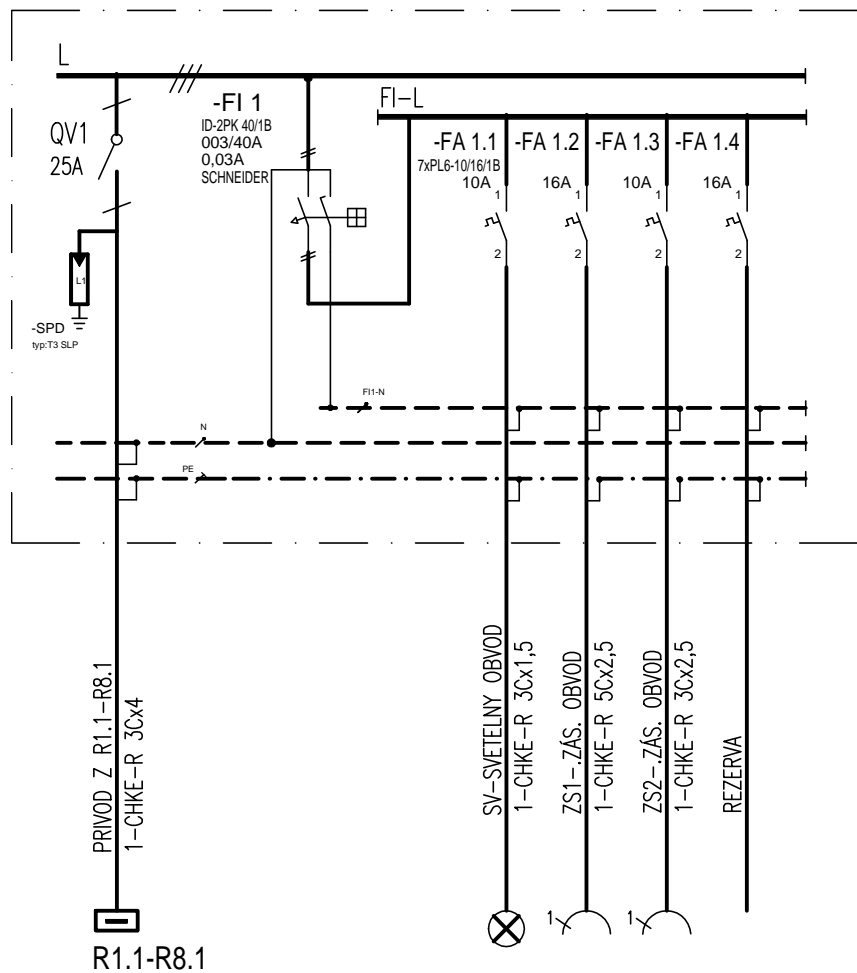 L
-FI 1
ID-2PK 40/1B
003/40A
0,03A
SCHNEIDER
FI-L
QV1
25A
-FA 1.1
-FA 1.2
-FA 1.3
-FA 1.4
7xPL6-10/16/1B
10A
16A
10A
16A
1
1
1
1
2
2
2
2
L1
-SPD
typ:T3 SLP
FI1-N
N
PE
PRIVOD Z R1.1-R8.1
1-CHKE-R 3Cx4
SV-SVETELNY OBVOD
1-CHKE-R 3Cx1,5
ZS1-.ZÁS. OBVOD
1-CHKE-R 5Cx2,5
ZS2-.ZÁS. OBVOD
1-CHKE-R 3Cx2,5
REZERVA
1
1
R1.1-R8.1